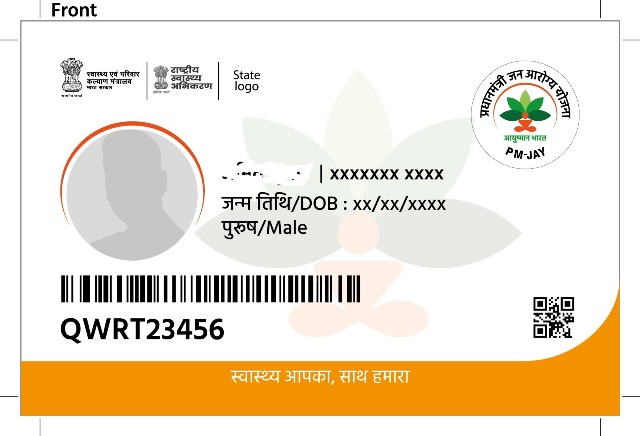 Front
स्वास्थ्य एवं परिवार
कल्याण मंत्रालय
भारत सरकार
राष्ट्रीय
स्वास्थ्य
अभिकरण
State
logo
प्रधानमंत्री जन आरोग्य योजना
आयुष्मान भारत
PM-JAY
| xxxxxxx xxxx
जन्म तिथि/DOB : xx/xx/xxxx
पुरुष/Male
QWRT23456
स्वास्थ्य आपका, साथ हमारा